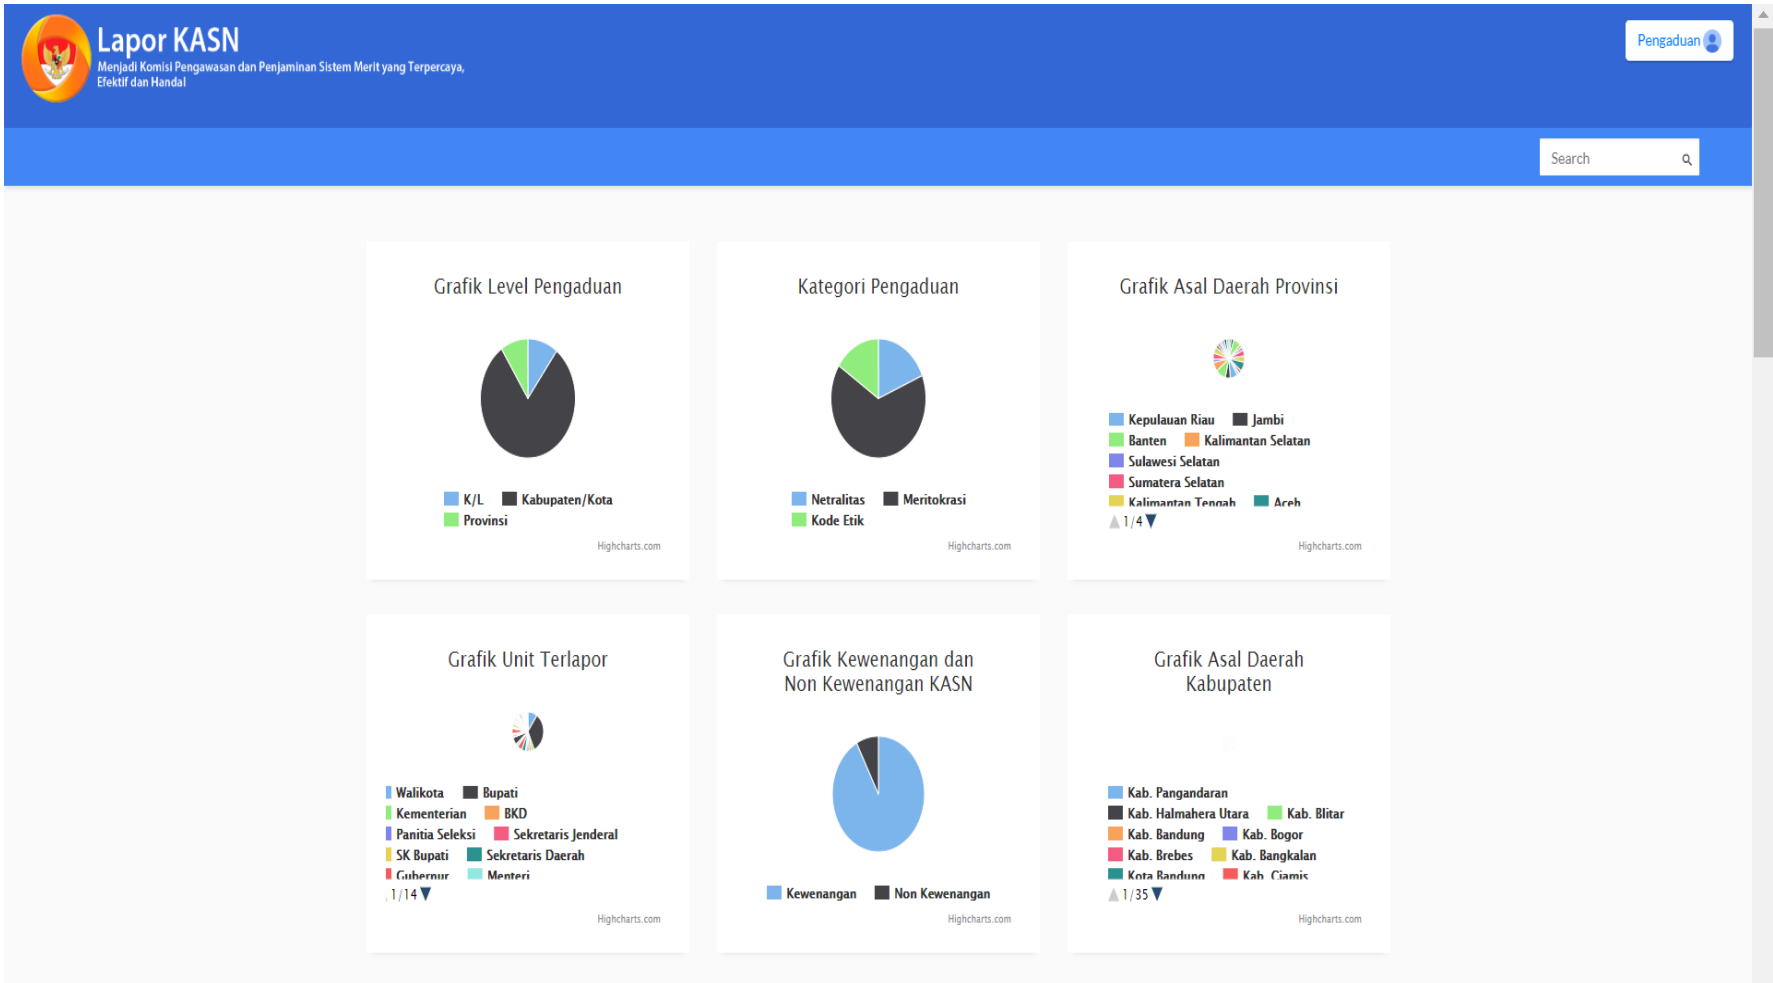 Lapor KASN
Menjadi Komisi Pengawasan dan Penjaminan Sistem Merit yang Terpercaya,
Efektif dan Handal
Pengaduan
Search
Grafik Level Pengaduan
K/L Kabupaten/Kota
Provinsi
Highcharts.com
Kategori Pengaduan
Netralitas Meritokrasi
Kode Etik
Highcharts.com
Grafik Asal Daerah Provinsi
Kepulauan Riau Jambi
Banten Kalimantan Selatan
Sulawesi Selatan
Sumatera Selatan
Kalimantan Tengah Aceh
1/4
Highcharts.com
Grafik Unit Terlapor
Walikota Bupati
Kementerian BKD
Panitia Seleksi Sekretaris Jenderal
SK Bupati Sekretaris Daerah
Gubernur Menteri
1/14
Highcharts.com
Grafik Kewenangan dan
Non Kewenangan KASN
Kewenangan Non Kewenangan
Highcharts.com
Grafik Asal Daerah
Kabupaten
Kab. Pangandaran
Kab. Halmahera Utara Kab. Blitar
Kab. Bandung Kab. Bogor
Kab. Brebes Kab. Bangkalan
Kota Bandung Kab. Ciamis
1/35
Highcharts.com